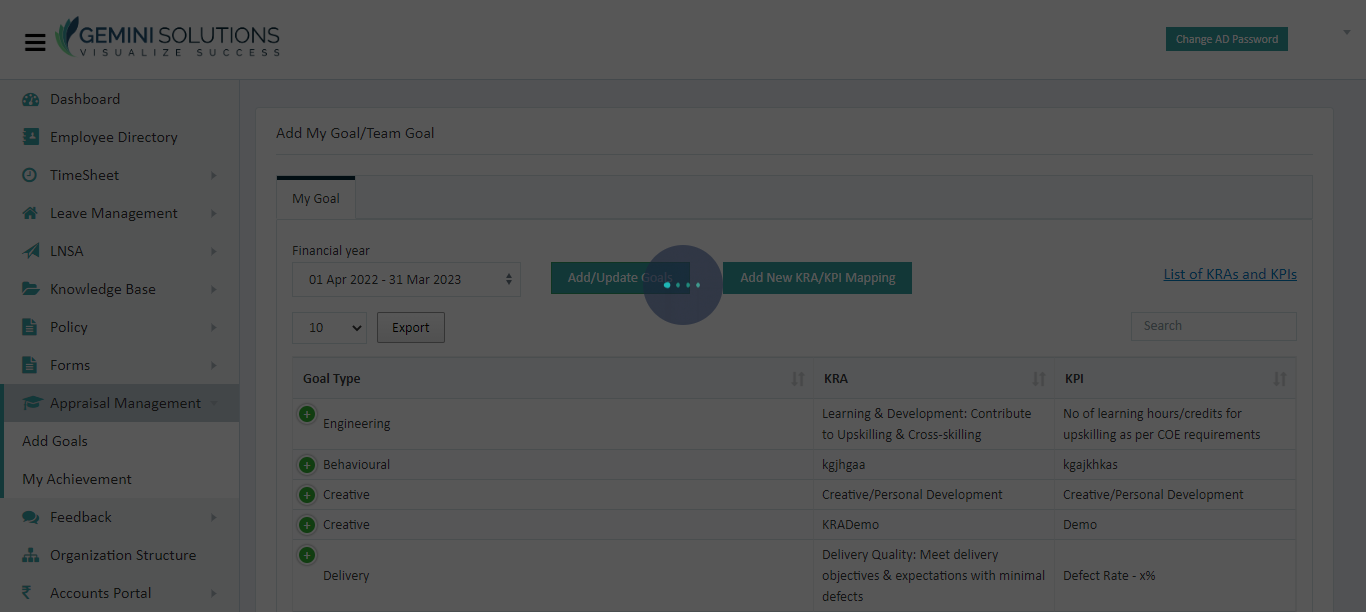 GEMINI SOLUTIONS
VISUALIZE SUCCESS
Change AD Password
Dashboard
Employee Directory
TimeSheet
Leave Management
LNSA
Knowledge Base
Policy
Forms
Appraisal Management
Add Goals
My Achievement
Feedback
Organization Structure
Accounts Portal
Add My Goal/Team Goal
My Goal
Financial year
01 Apr 2022 - 31 Mar 2023
Add/Update Goals
Add New KRA/KPI Mapping
List of KRAs and KPIs
10
Export
Search
Goal Type KRA KPI
Engineering
Learning & Development: Contribute
to Upskilling & Cross-skilling
No of learning hours/credits for
upskilling as per COE requirements
Behavioural kgjhgaa kgajkhkas
Creative Creative/Personal Development Creative/Personal Development
Creative KRADemo Demo
Delivery
Delivery Quality: Meet delivery
objectives & expectations with minimal
defects
Defect Rate - x%